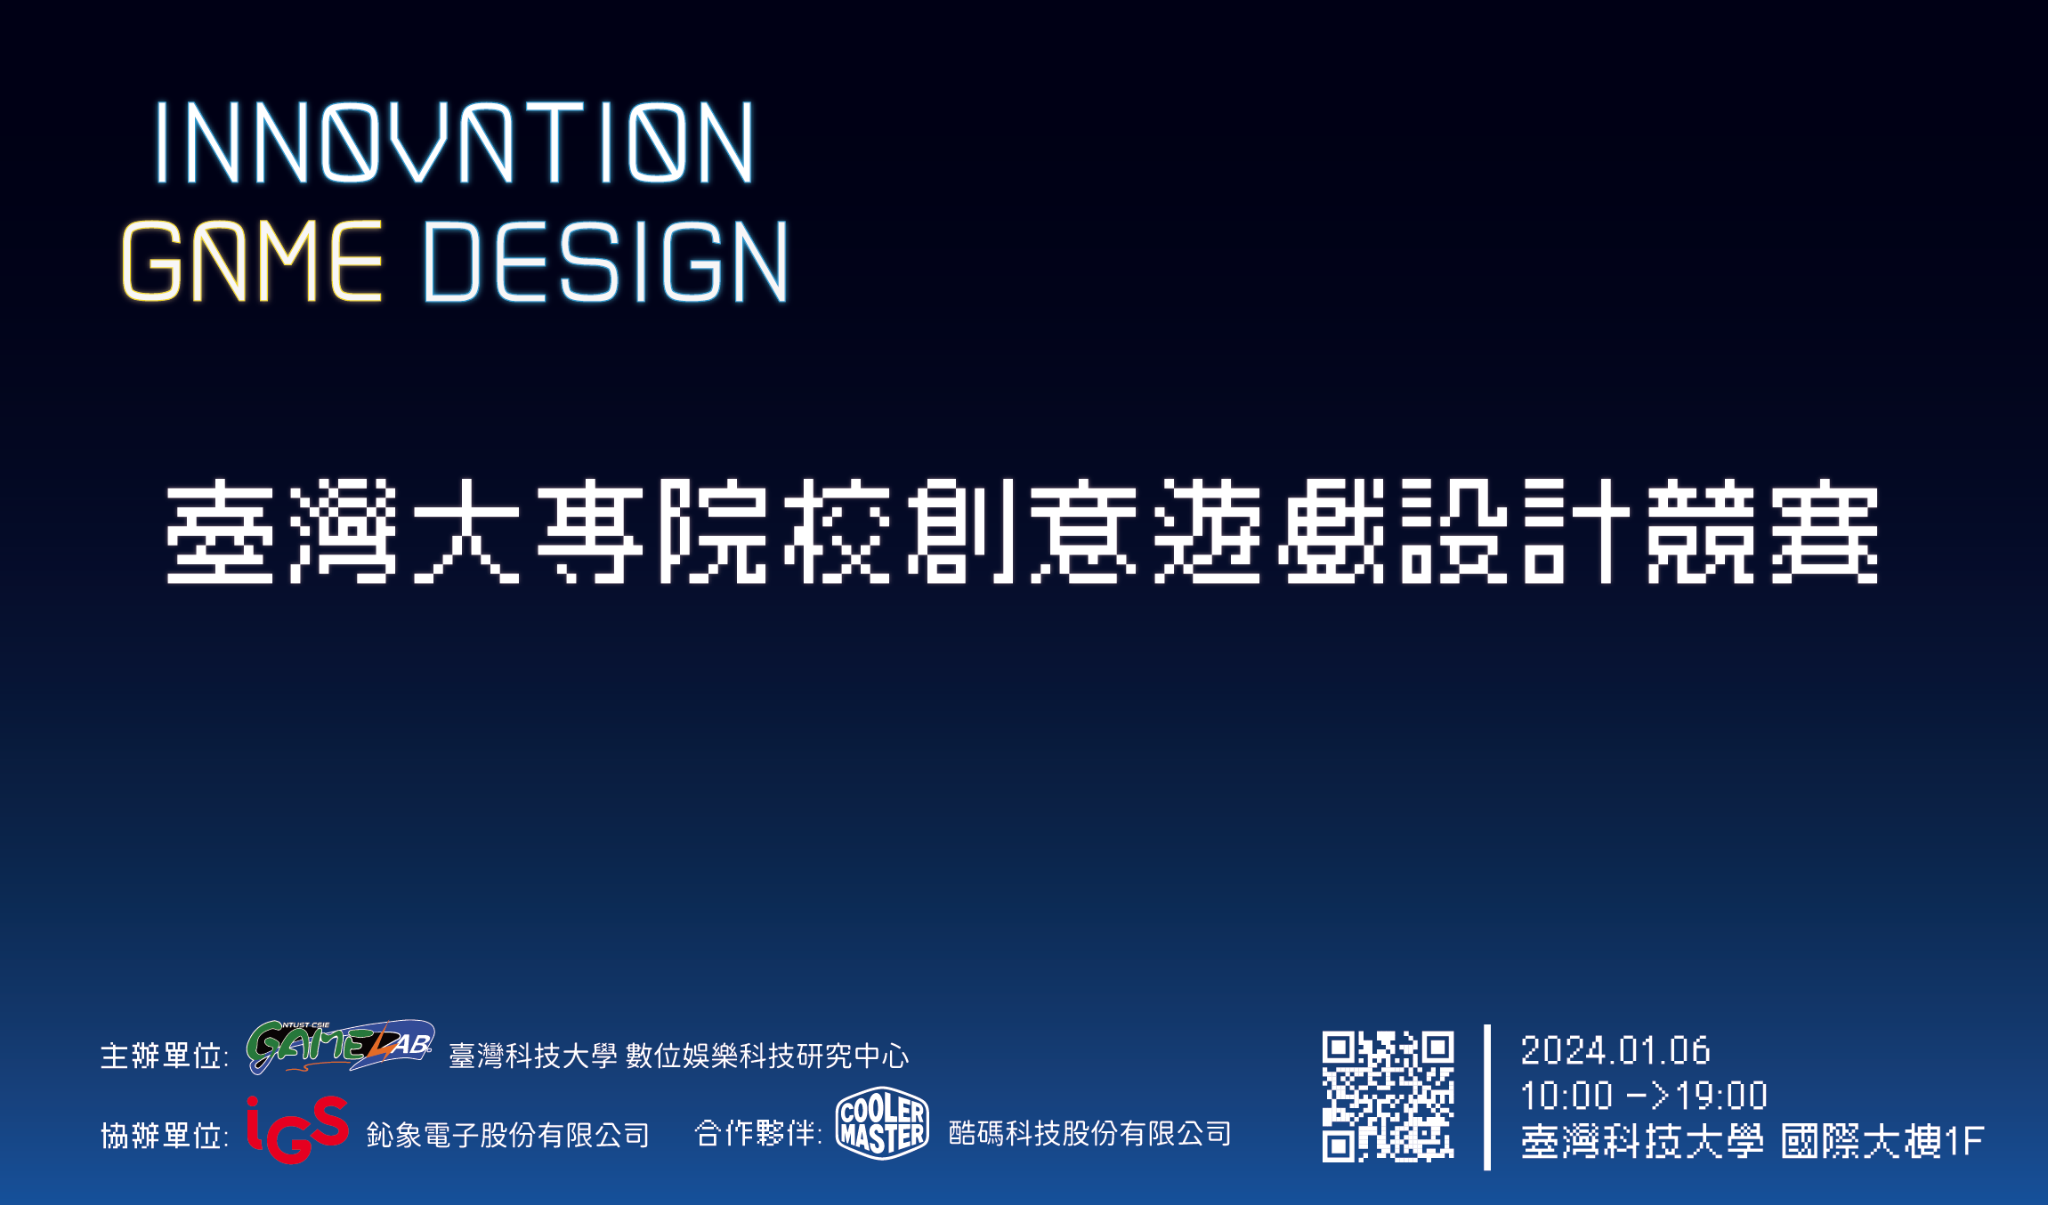 INNOVATION
GAME DESIGN
臺灣大專院校創意遊戲設計競賽
主辦單位: NTUST-CSIE GAMELAB 臺灣科技大學 數位娛樂科技研究中心
協辦單位: iGS 鈊象電子股份有限公司 合作夥伴: COOLER MASTER 酷碼科技股份有限公司
2024.01.06
10:00 ->19:00
臺灣科技大學 國際大樓1F